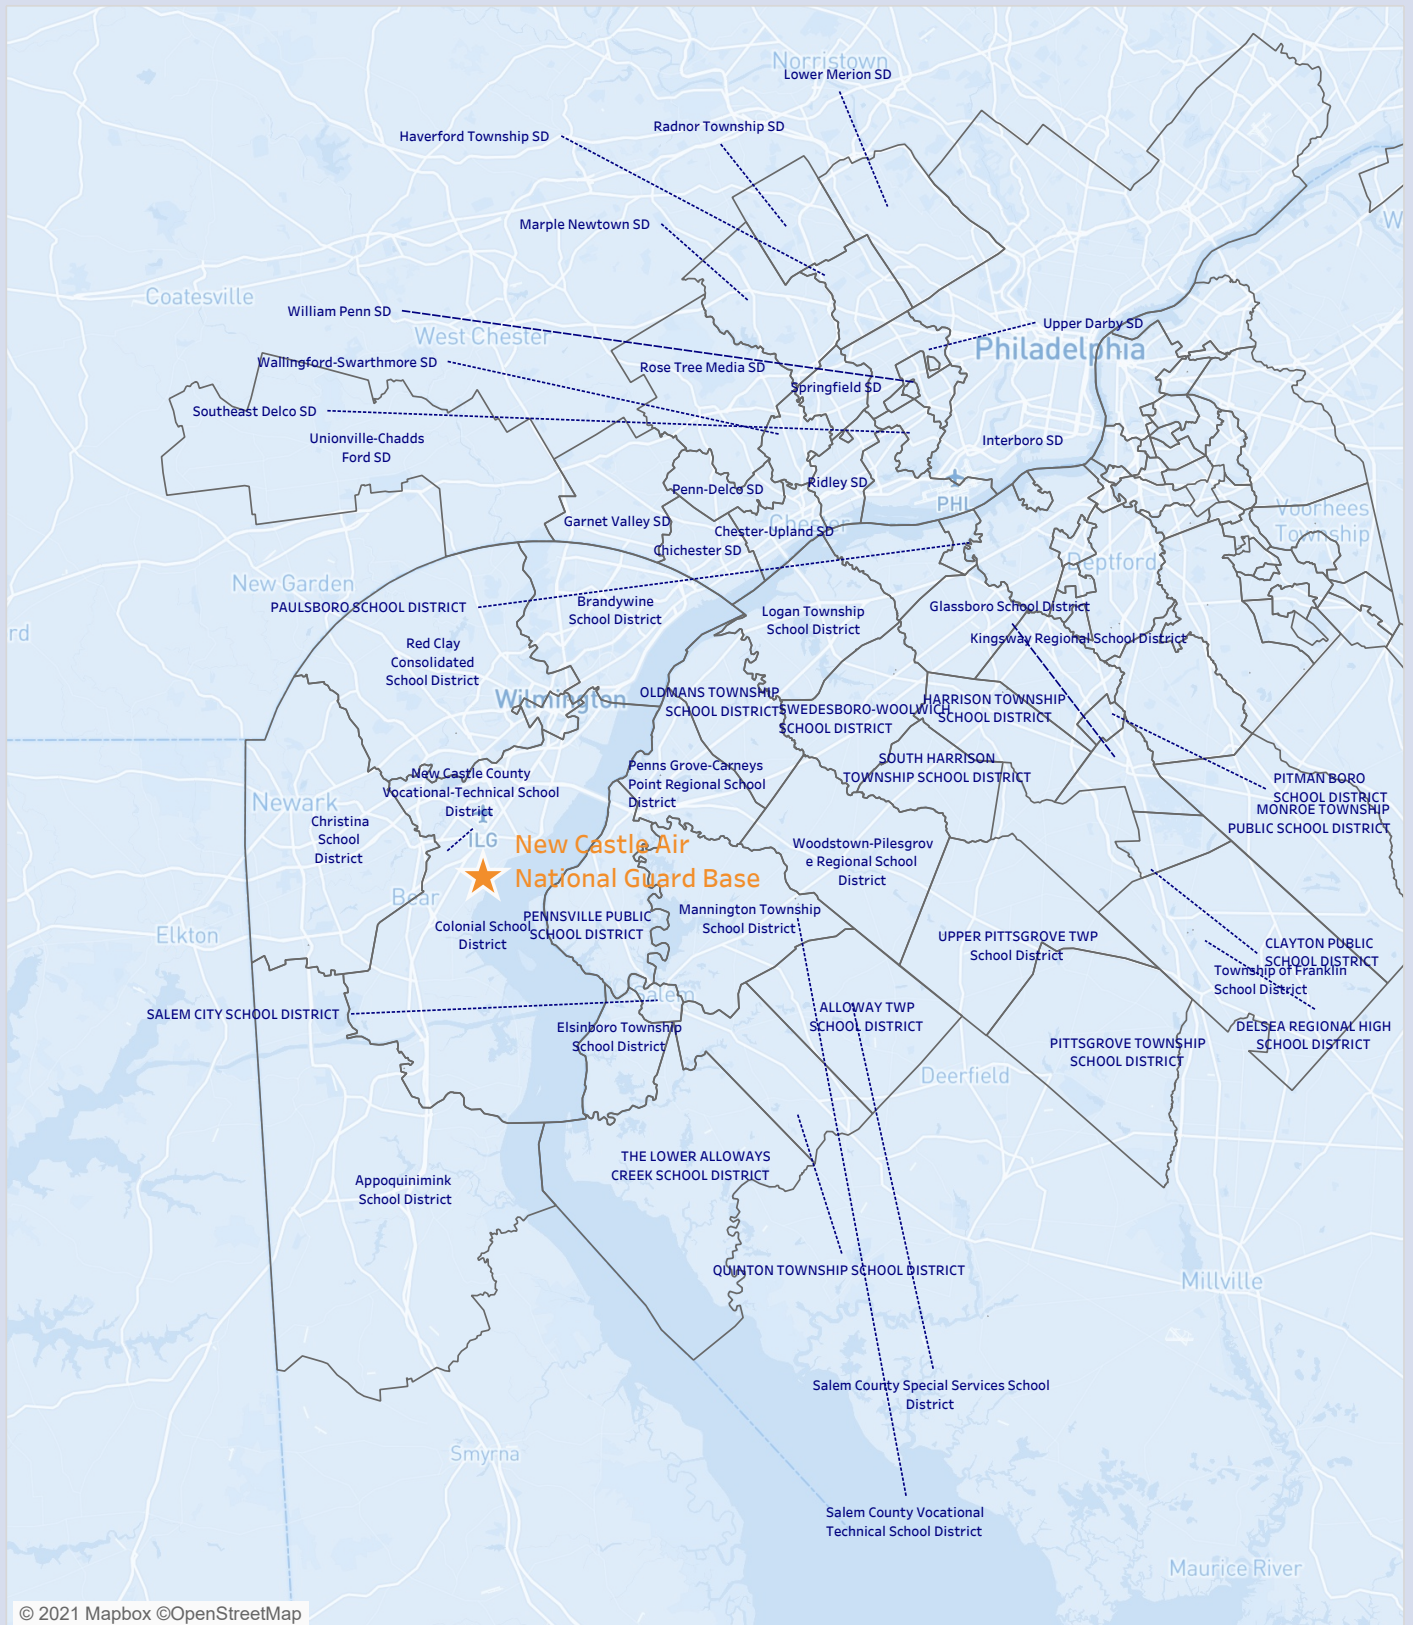 Norristown
Lower Merion SD
Radnor Township SD
Haverford Township SD
Marple Newtown SD
W
Coatesville
William Penn SD
West Chester
Upper Darby SD
Philadelphia
Wallingford-Swarthmore SD
Rose Tree Media SD
Springfield SD
Southeast Delco SD
Unionville-Chadds
Ford SD
Interboro SD
Penn-Delco SD
Ridley SD
PHL
Voorhees
Township
Garnet Valley SD
Chester
Chester-Upland SD
Chichester SD
Deptford
New Garden
PAULSBORO SCHOOL DISTRICT
Brandywine
School District
Logan Township
School District
Glassboro School District
rd
Kingsway Regional School District
Red Clay
Consolidated
School District
Wilmington
OLDMANS TOWNSHIP
SCHOOL DISTRICT
SWEDESBORO-WOOLWICH
SCHOOL DISTRICT
HARRISON TOWNSHIP
SCHOOL DISTRICT
SOUTH HARRISON
TOWNSHIP SCHOOL DISTRICT
Penns Grove-Carneys
Point Regional School
District
New Castle County
Vocational-Technical School
District
PITMAN BORO
SCHOOL DISTRICT
MONROE TOWNSHIP
PUBLIC SCHOOL DISTRICT
Newark
Christina
School
District
ILG
New Castle Air
National Guard Base
Woodstown-Pilesgrov
e Regional School
District
Bear
Colonial School
District
PENNSVILLE PUBLIC
SCHOOL DISTRICT
Mannington Township
School District
Elkton
UPPER PITTSGROVE TWP
School District
CLAYTON PUBLIC
SCHOOL DISTRICT
Township of Franklin
School District
Salem
SALEM CITY SCHOOL DISTRICT
Elsinboro Township
School District
ALLOWAY TWP
SCHOOL DISTRICT
DELSEA REGIONAL HIGH
SCHOOL DISTRICT
PITTSGROVE TOWNSHIP
SCHOOL DISTRICT
Deerfield
THE LOWER ALLOWAYS
CREEK SCHOOL DISTRICT
Appoquinimink
School District
QUINTON TOWNSHIP SCHOOL DISTRICT
Millville
Salem County Special Services School
District
Smyrna
Salem County Vocational
Technical School District
Maurice River
© 2021 Mapbox ©OpenStreetMap